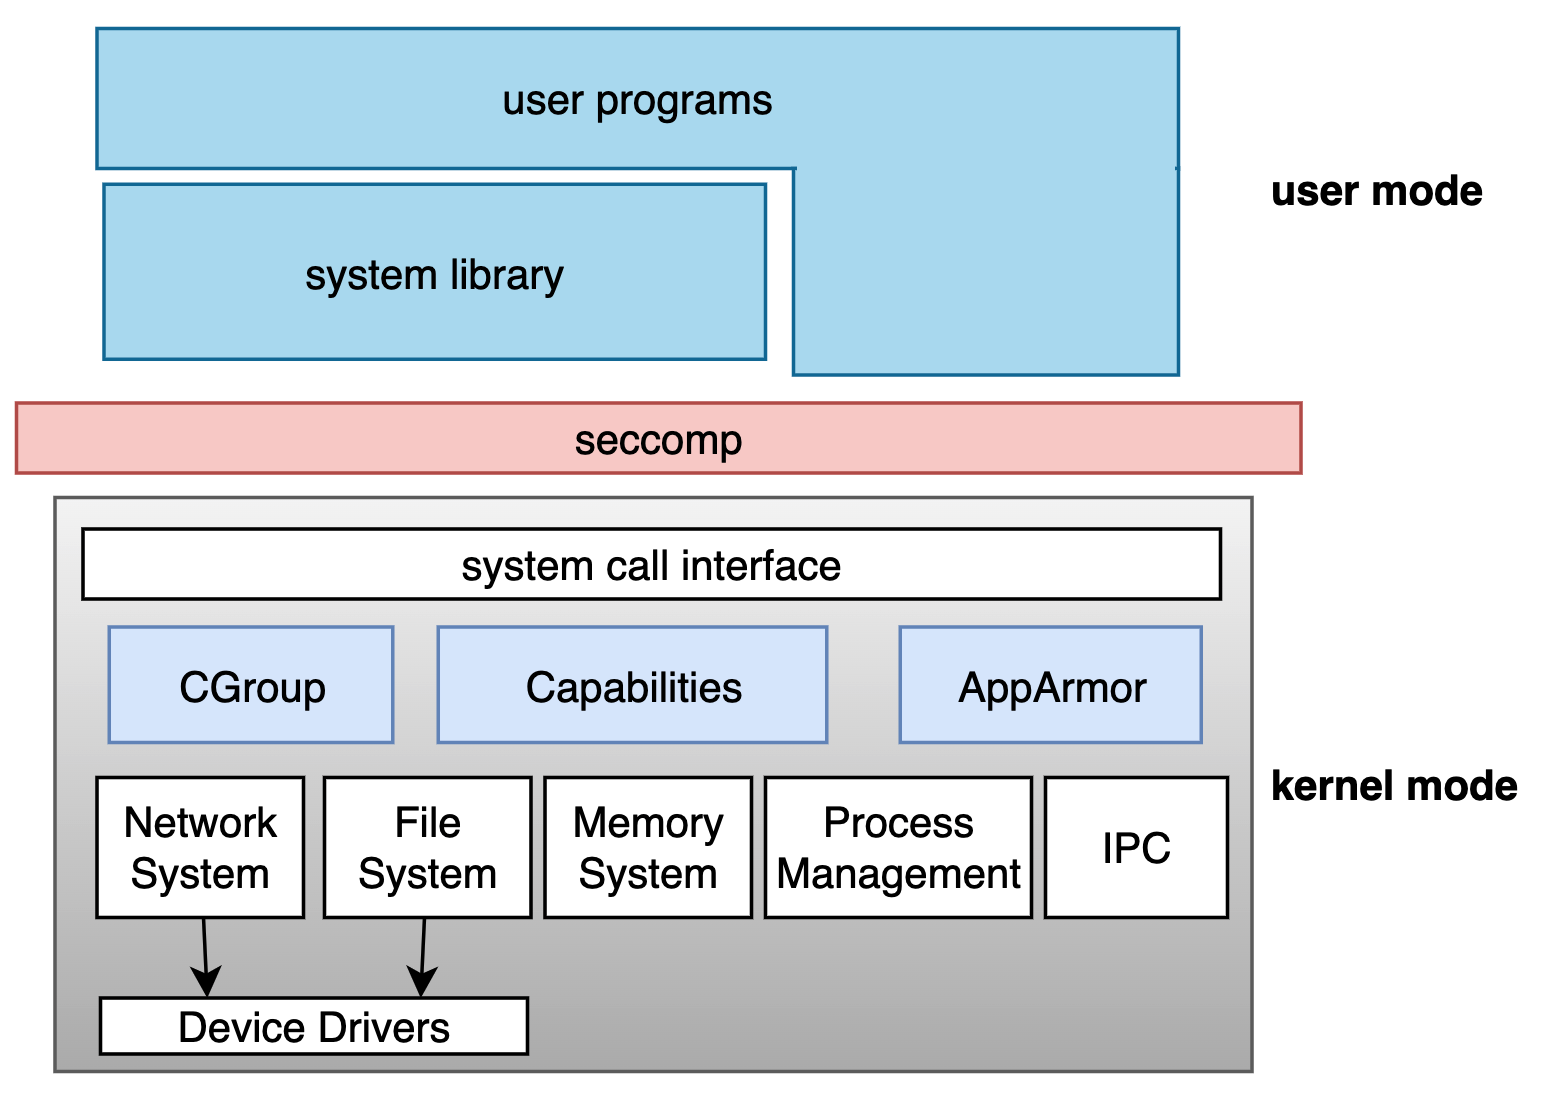 user programs
user mode
system library
seccomp
system call interface
CGroup
Capabilities
AppArmor
kernel mode
Network
System
File
System
Memory
System
Process
Management
IPC
Device Drivers